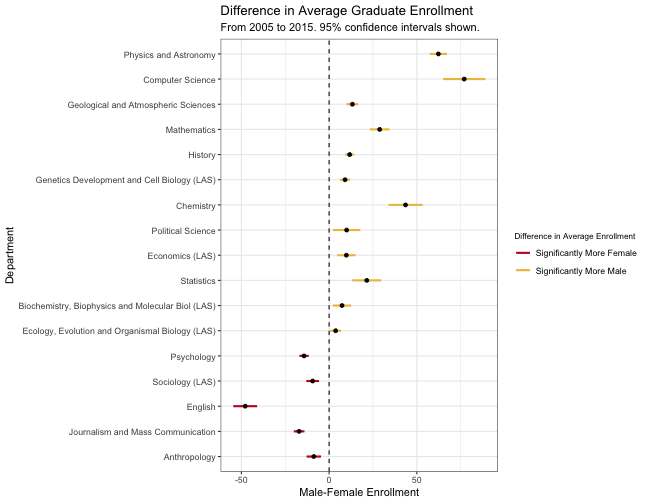 Difference in Average Graduate Enrollment
From 2005 to 2015. 95% confidence intervals shown.
Physics and Astronomy
Computer Science
Geological and Atmospheric Sciences
Mathematics
History
Genetics Development and Cell Biology (LAS)
Chemistry
Political Science
Economics (LAS)
Statistics
Biochemistry, Biophysics and Molecular Biol (LAS)
Ecology, Evolution and Organismal Biology (LAS)
Psychology
Sociology (LAS)
English
Journalism and Mass Communication
Anthropology
Department
-50 0 50
Male-Female Enrollment
Difference in Average Enrollment
Significantly More Female
Significantly More Male